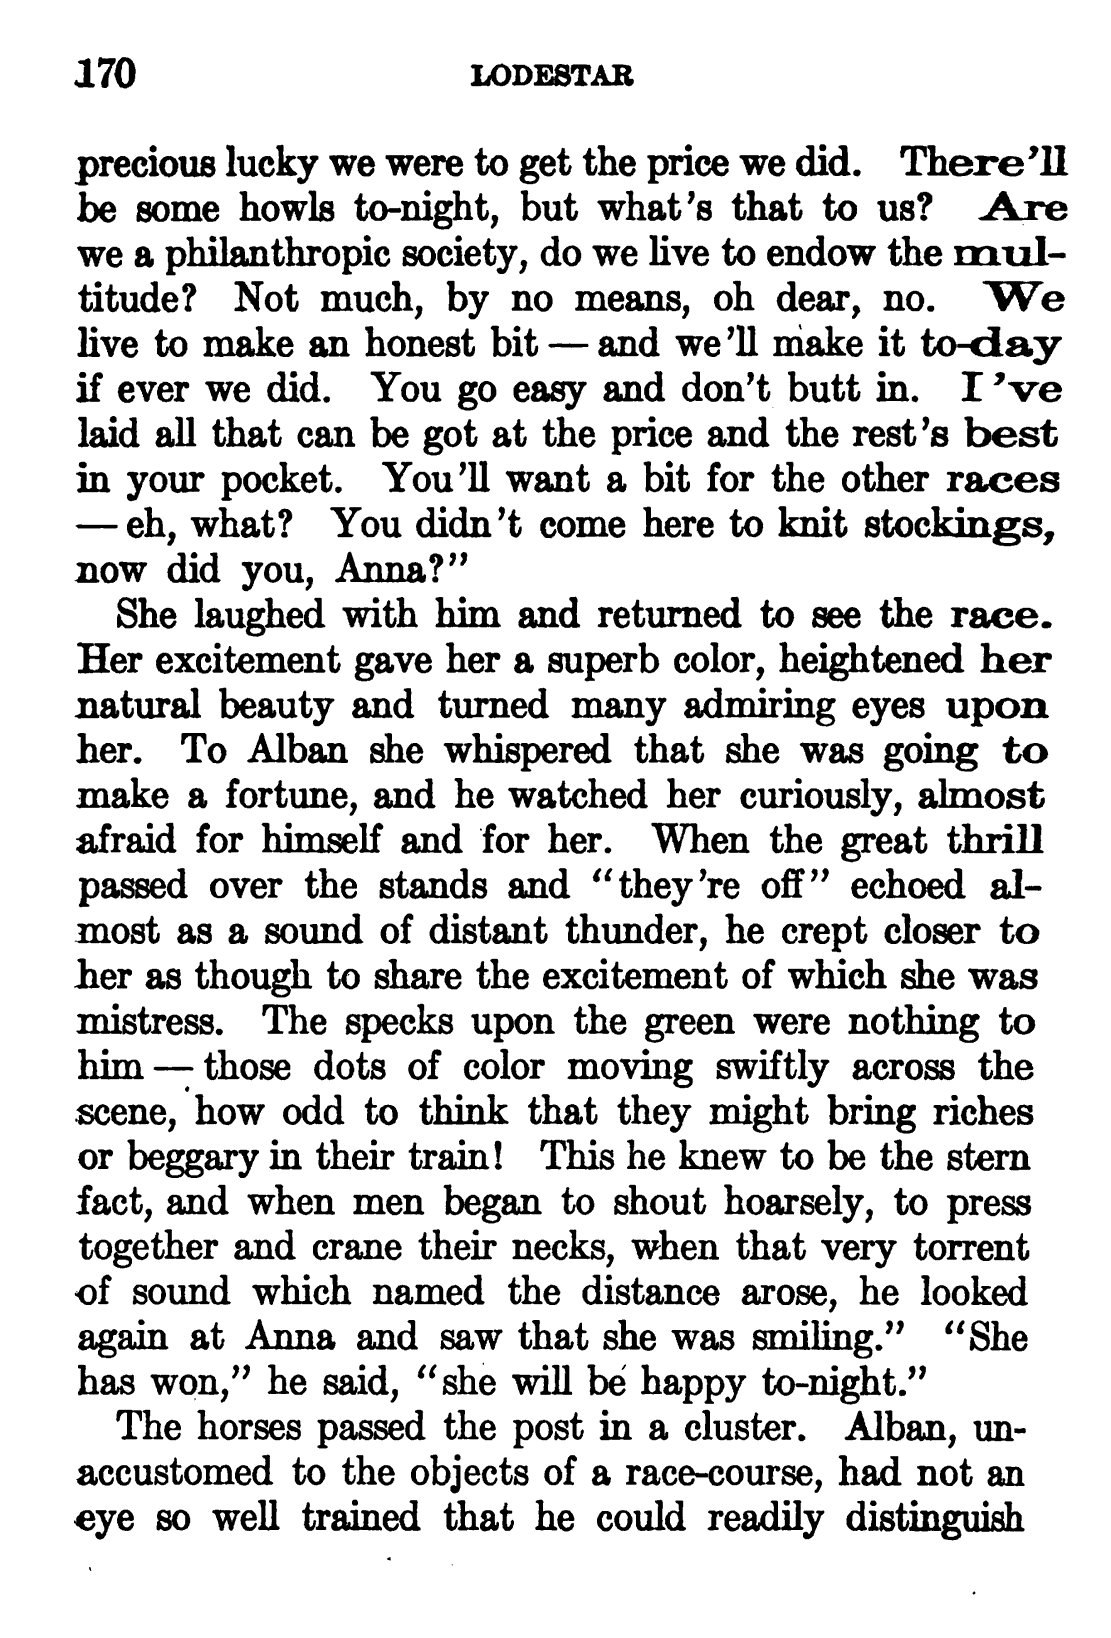 170 LODESTAR
precious lucky we were to get the price we did. There'll
be some howls to-night, but what's that to us? Are
we a philanthropic society, do we live to endow the mul-
titude? Not much, by no means, oh dear, no. We
live to make an honest bit — and we'll make it to-day
if ever we did. You go easy and don't butt in. I've
laid all that can be got at the price and the rest's best
in your pocket. You'll want a bit for the other races
— eh, what? You didn't come here to knit stockings,
now did you, Anna?”
She laughed with him and returned to see the race.
Her excitement gave her a superb color, heightened her
natural beauty and turned many admiring eyes upon
her. To Alban she whispered that she was going to
make a fortune, and he watched her curiously, almost
afraid for himself and for her. When the great thrill
passed over the stands and “they're off” echoed al-
most as a sound of distant thunder, he crept closer to
her as though to share the excitement of which she was
mistress. The specks upon the green were nothing to
him — those dots of color moving swiftly across the
scene, how odd to think that they might bring riches
or beggary in their train! This he knew to be the stern
fact, and when men began to shout hoarsely, to press
together and crane their necks, when that very torrent
of sound which named the distance arose, he looked
again at Anna and saw that she was smiling.” “She
has won,” he said, “she will be happy to-night.”
The horses passed the post in a cluster. Alban, un-
accustomed to the objects of a race-course, had not an
eye so well trained that he could readily distinguish